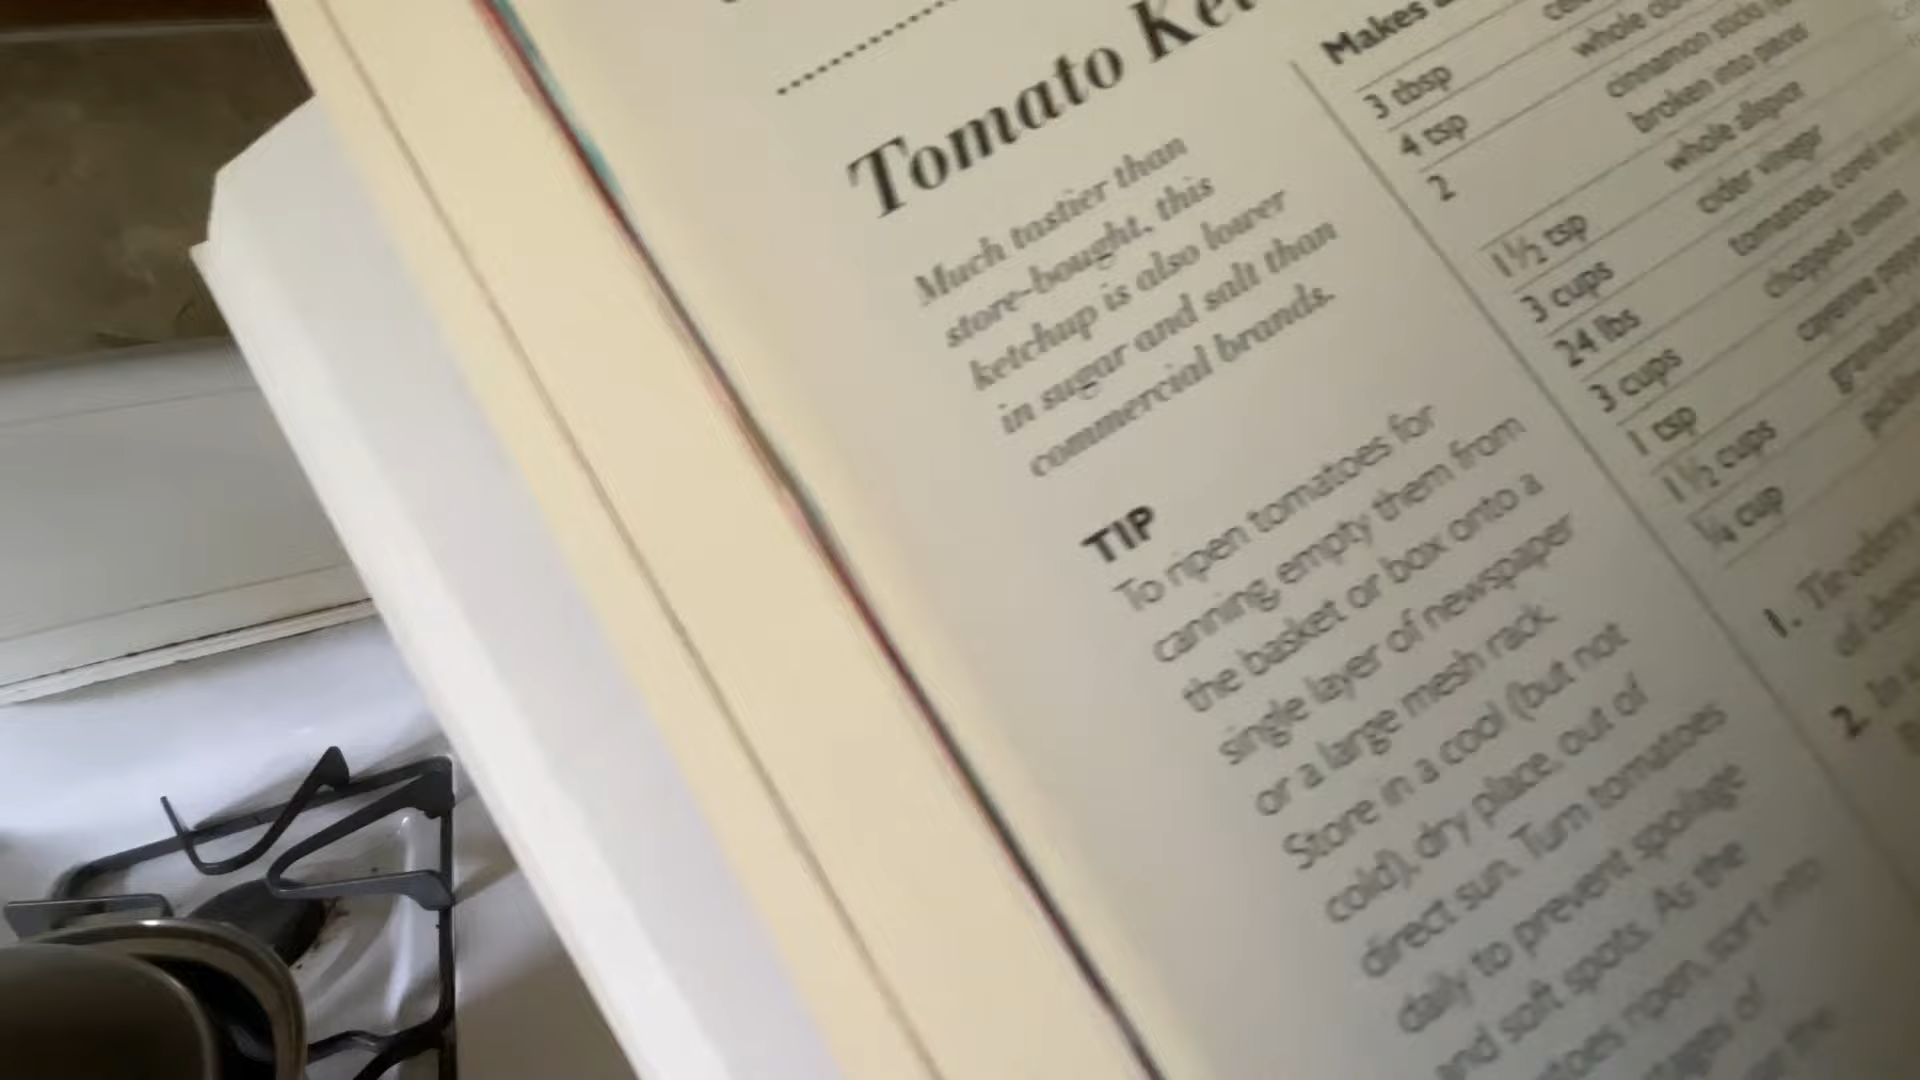 Tomato
Much tastier than
store-bought, this
ketchup is also lower
in sugar and salt than
commercial brands.
TIP
To ripen tomatoes for
canning, empty them from
the basket or box onto a
single layer of newspaper
or a large mesh rack.
Store in a cool (but not
cold), dry place, out of
direct sun. Turn tomatoes
daily to prevent spoilage
and soft spots. As the
ripen, sort into
of
Makes
3 tbsp
4 tsp whole
2 cinnamon sticks
broken into pieces
1½ tsp whole allspice
3 cups cider vinegar
24 lbs tomatoes, cored
3 cups chopped onions
1 tsp cayenne
1½ cups
¼ cup
1.
2.